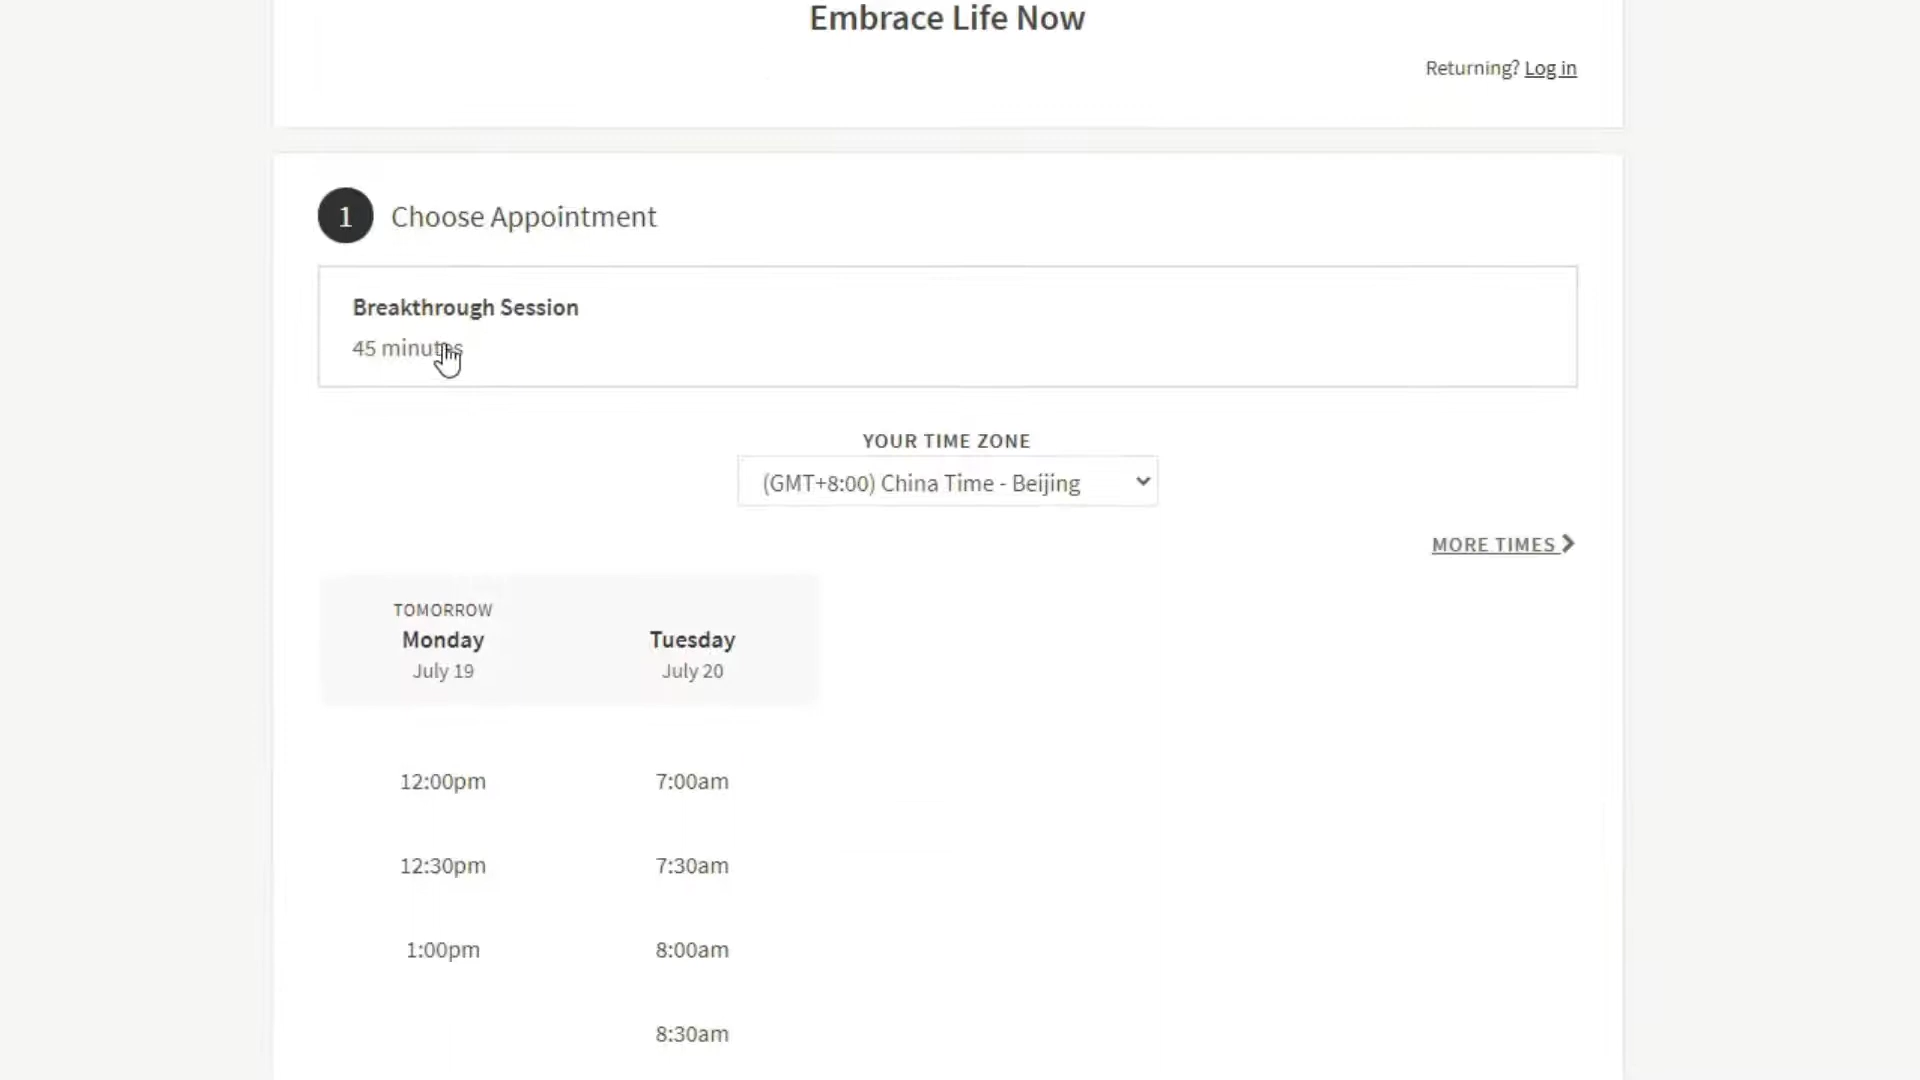 Embrace Life Now
Returning? Log in
1 Choose Appointment
Breakthrough Session
45 minutes
YOUR TIME ZONE
(GMT+8:00) China Time - Beijing
MORE TIMES
TOMORROW
Monday
July 19
Tuesday
July 20
12:00pm 7:00am
12:30pm 7:30am
1:00pm 8:00am
8:30am